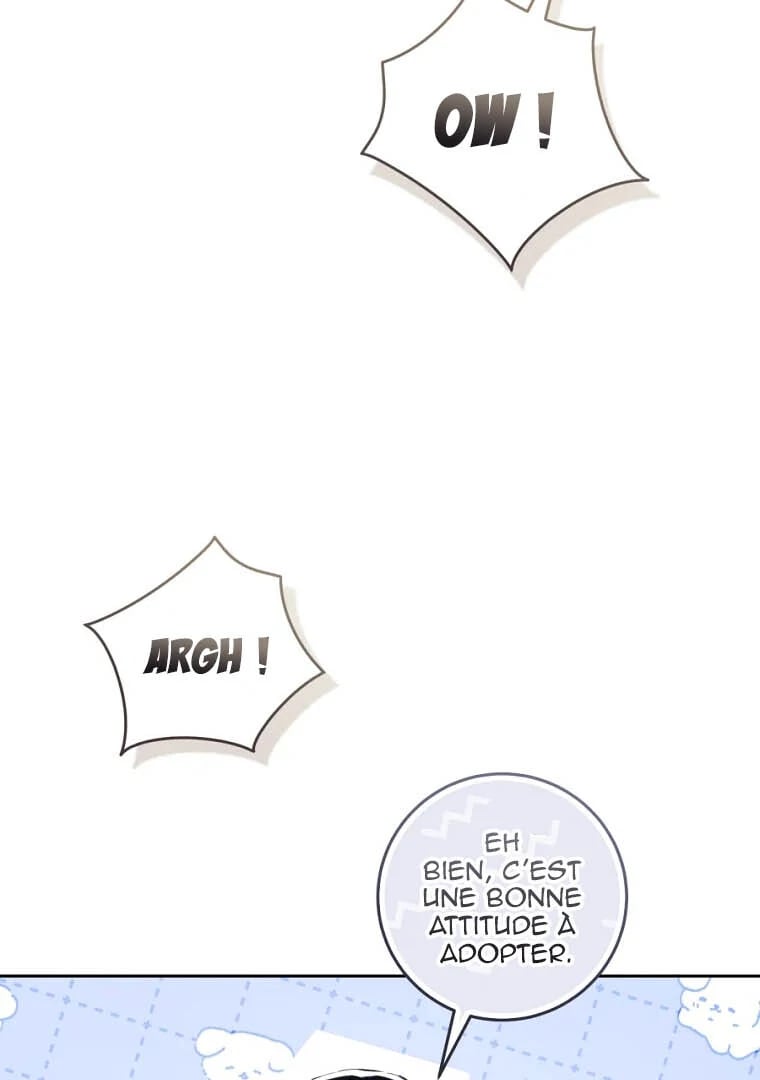 OW !
ARGH !
EH
BIEN, C'EST
UNE BONNE
ATTITUDE À
ADOPTER.